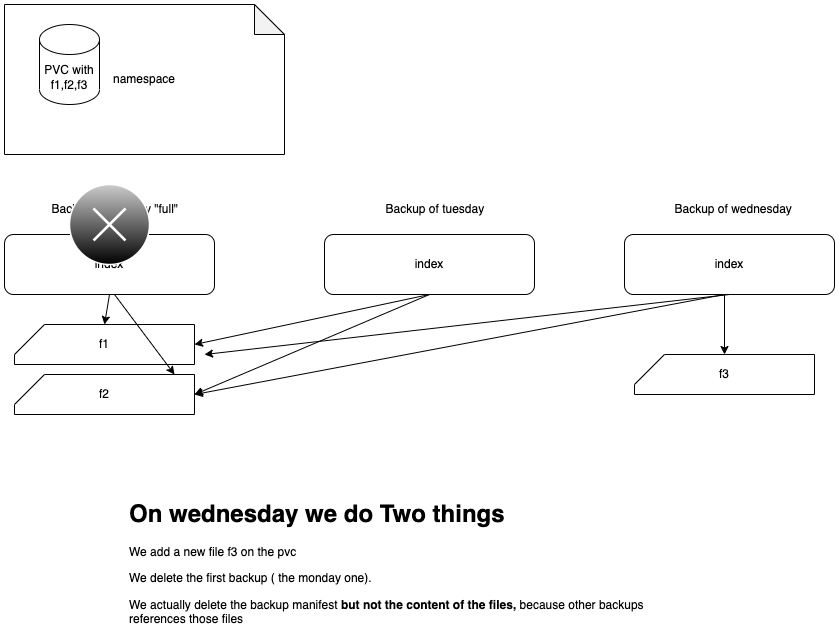 PVC with
f1,f2,f3
namespace
"full"
Backup of tuesday
Backup of wednesday
index
index
index
f1
f2
f3
On wednesday we do Two things
We add a new file f3 on the pvc
We delete the first backup ( the monday one).
We actually delete the backup manifest but not the content of the files, because other backups
references those files